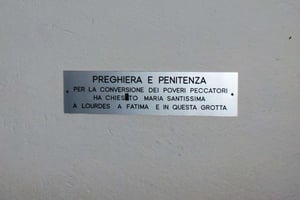 PREGHIERA E PENITENZA
PER LA CONVERSIONE DEI POVERI PECCATORI
HA CHIESTO MARIA SANTISSIMA
A LOURDES A FATIMA E IN QUESTA GROTTA